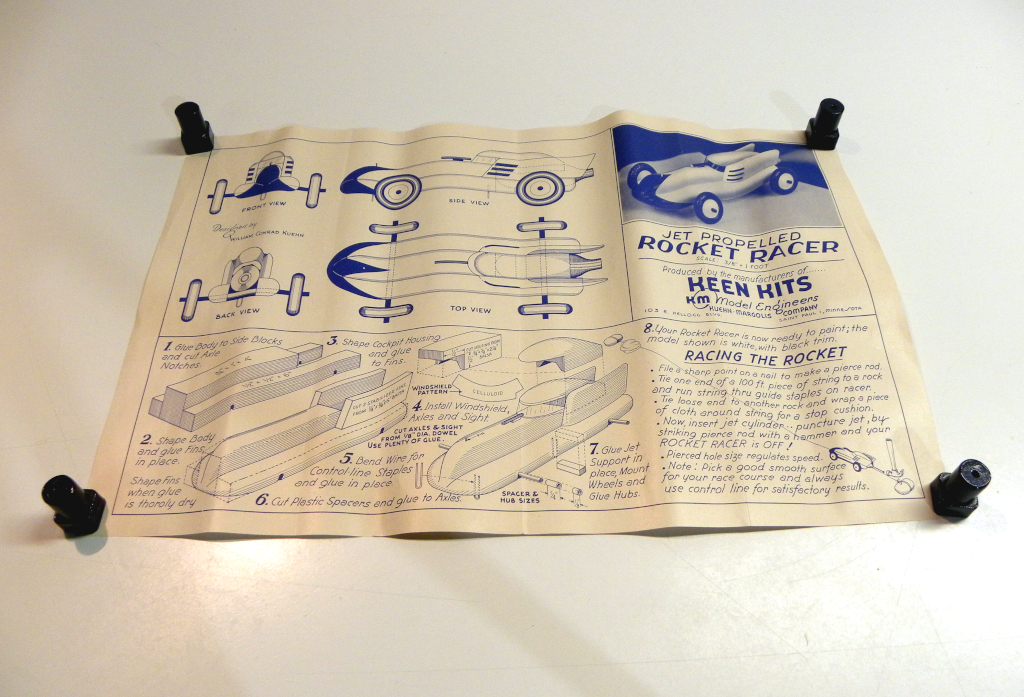 FRONT VIEW
Designed by
WILLIAM CONRAD KUEHN
BACK VIEW
SIDE VIEW
TOP VIEW
JET PROPELLED
ROCKET RACER
SCALE: 3/8" = 1 FOOT
Produced by the manufacturers of......
KEEN KITS
KM Model Engineers
KUEHN-MARGOLIS COMPANY
103 E. KELLOGG BLVD. SAINT PAUL 1, MINNESOTA
1. Glue Body to Side Blocks
and cut Axle
Notches.
2. Shape Body
and glue Fins
in place.
Shape Fins
when glue
is thoroly dry
3. Shape Cockpit Housing
and glue
to Fins.
WINDSHIELD
PATTERN
CELLULOID
4. Install Windshield,
Axles and Sight.
CUT AXLES & SIGHT
FROM 1/8" DIA. DOWEL
USE PLENTY OF GLUE.
5. Bend Wire for
Control-line Staples
and glue in place
6. Cut Plastic Spacers and glue to Axles.
SPACER &
HUB SIZES
7. Glue Jet
Support in
place, Mount
Wheels and
Glue Hubs.
8. Your Rocket Racer is now ready to paint; the
model shown is white, with black trim.
RACING THE ROCKET
• File a sharp point on a nail to make a pierce rod.
• Tie one end of a 100 ft. piece of string to a rock
and run string thru guide staples on racer.
• Tie loose end to another rock and wrap a piece
of cloth around string for a stop cushion.
• Now, insert jet cylinder... puncture jet, by
striking pierce rod with a hammer and your
ROCKET RACER is OFF!
• Pierced hole size regulates speed.
• Note: Pick a good smooth surface
for your race course and always
use control line for satisfactory results.